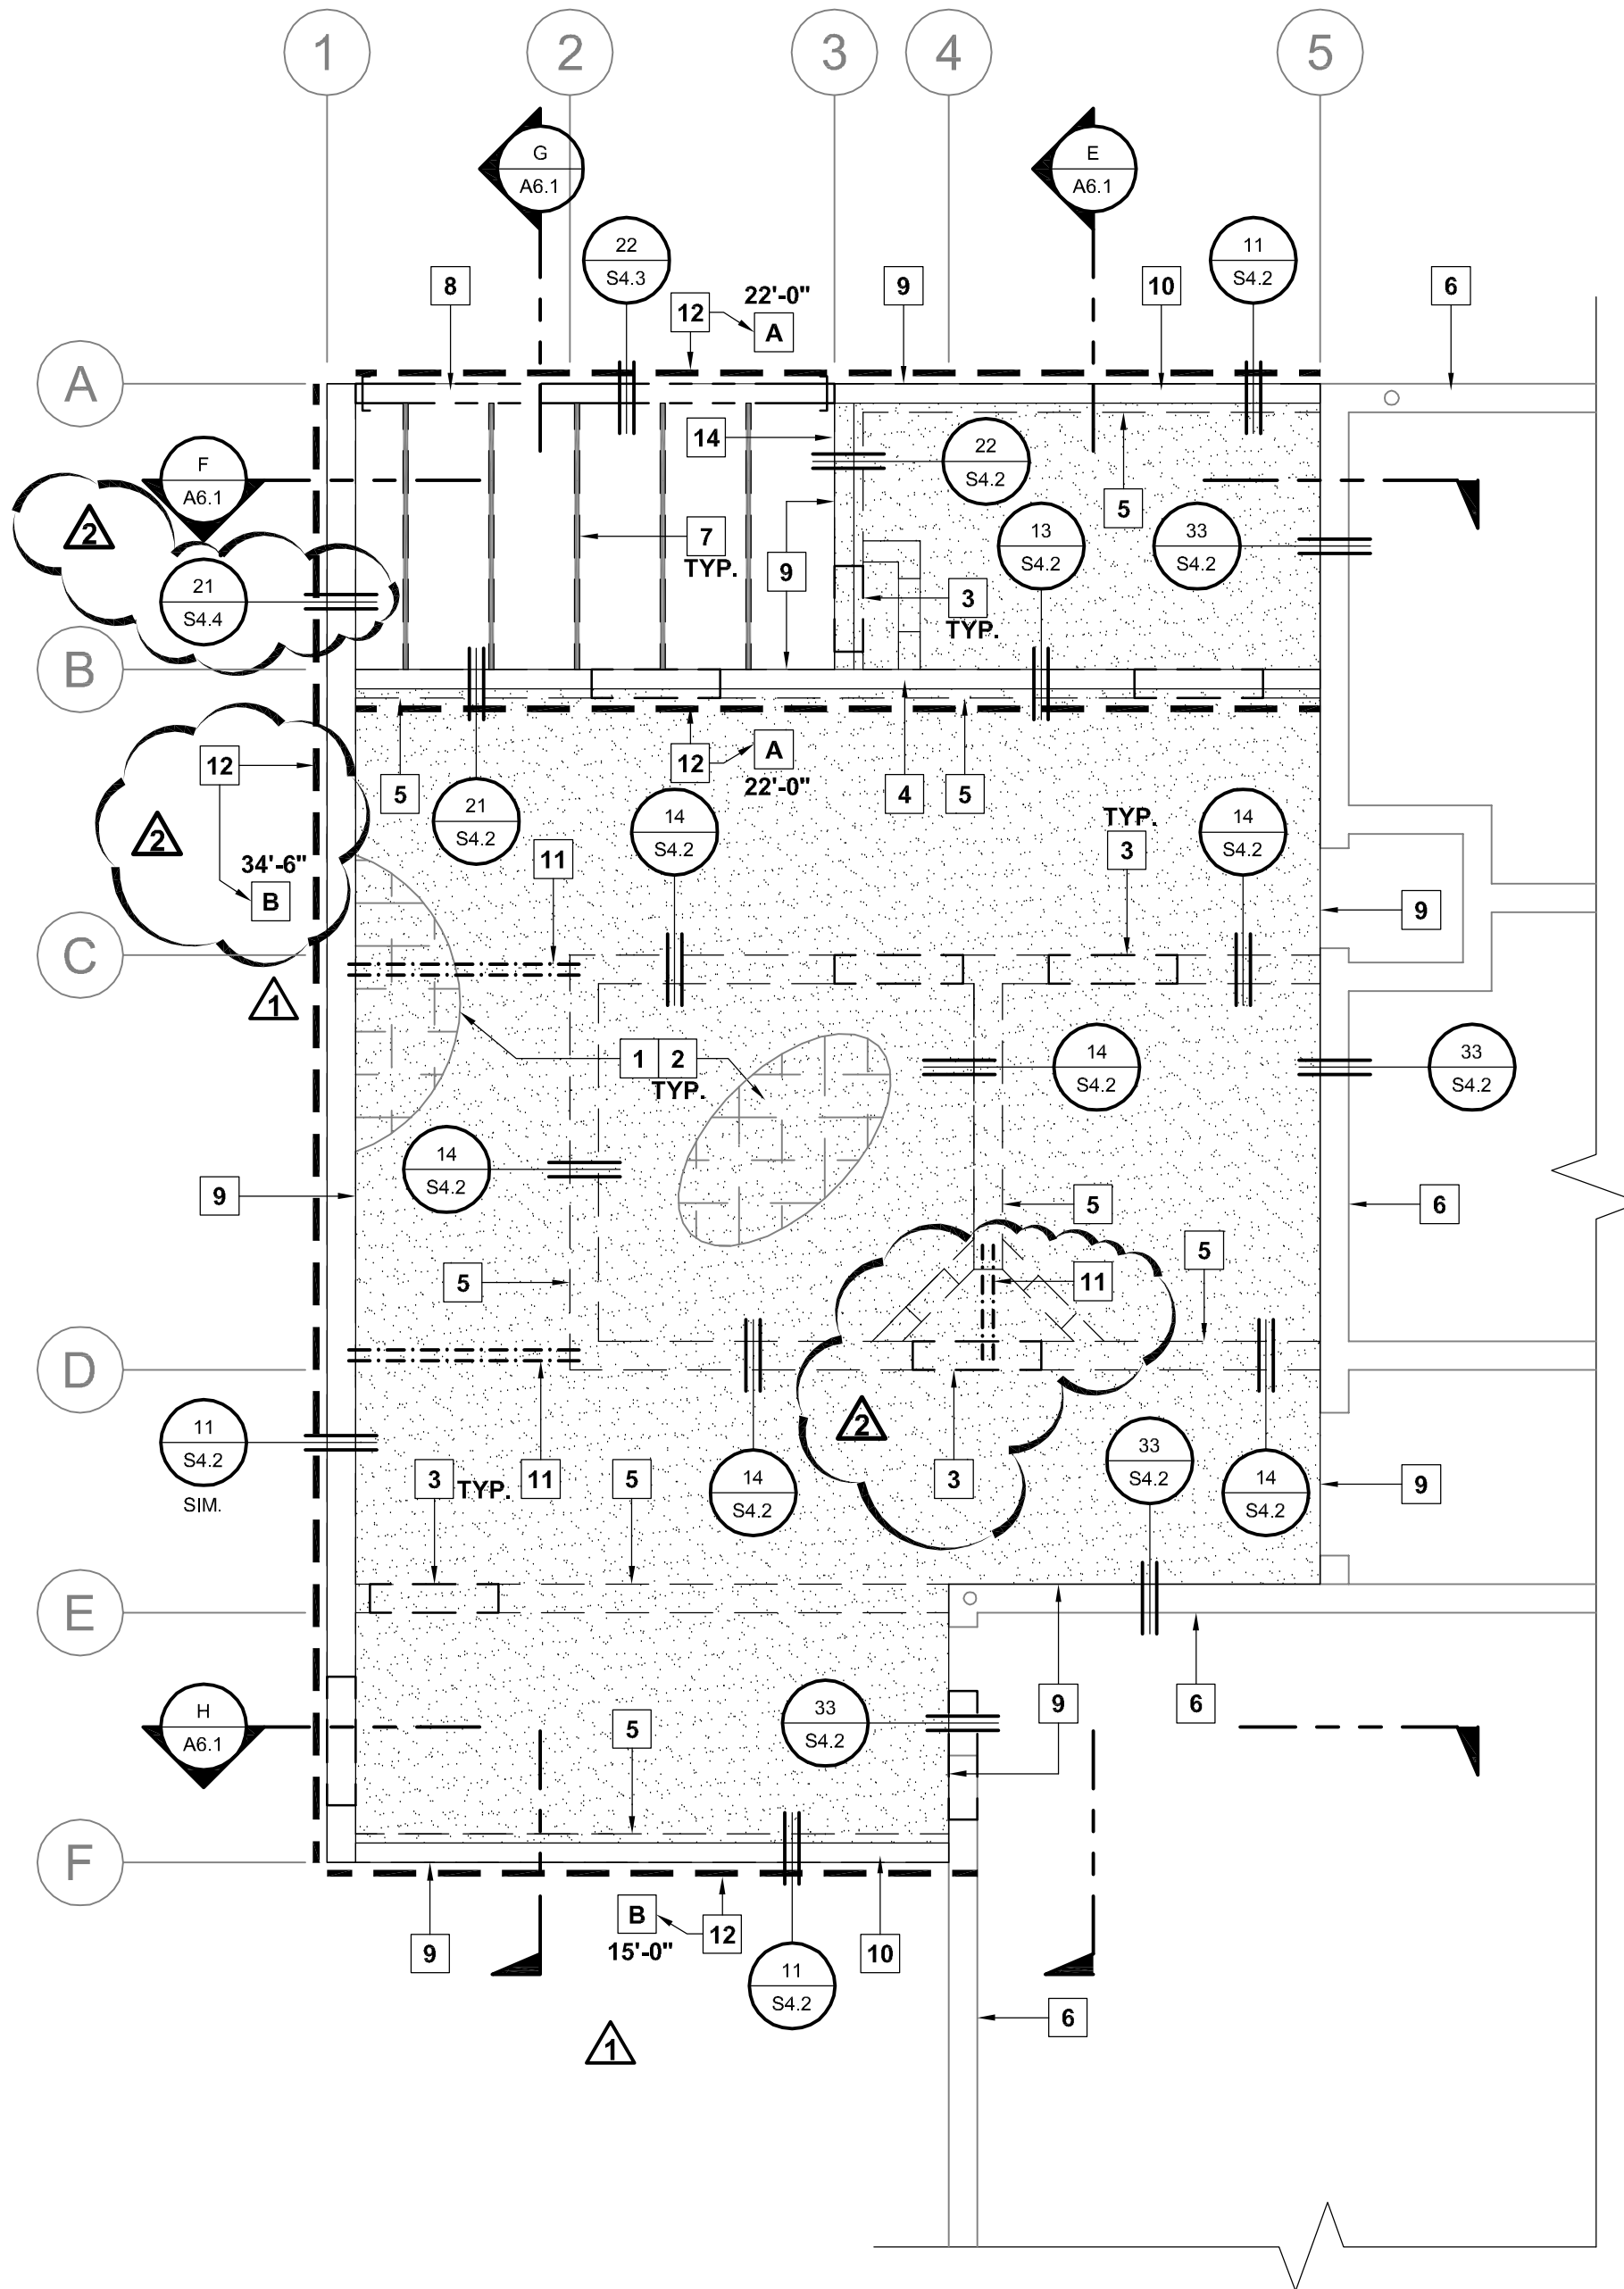 1 2 3 4 5
G
A6.1
E
A6.1
22
S4.3
11
S4.2
8
12
22'-0"
A
9
10
6
A
14
22
S4.2
5
F
A6.1
2
7
TYP.
13
S4.2
33
S4.2
9
3
TYP.
21
S4.4
B
12
2
34'-6"
B
5
21
S4.2
12
A
22'-0"
14
S4.2
4
5
TYP.
3
14
S4.2
11
9
C
1
1 2
TYP.
14
S4.2
33
S4.2
14
S4.2
9
5
6
5
5
11
D
11
S4.2
SIM.
2
3
TYP.
11
5
14
S4.2
3
33
S4.2
14
S4.2
9
E
H
A6.1
5
33
S4.2
9
6
F
9
B
15'-0"
12
11
S4.2
10
6
1